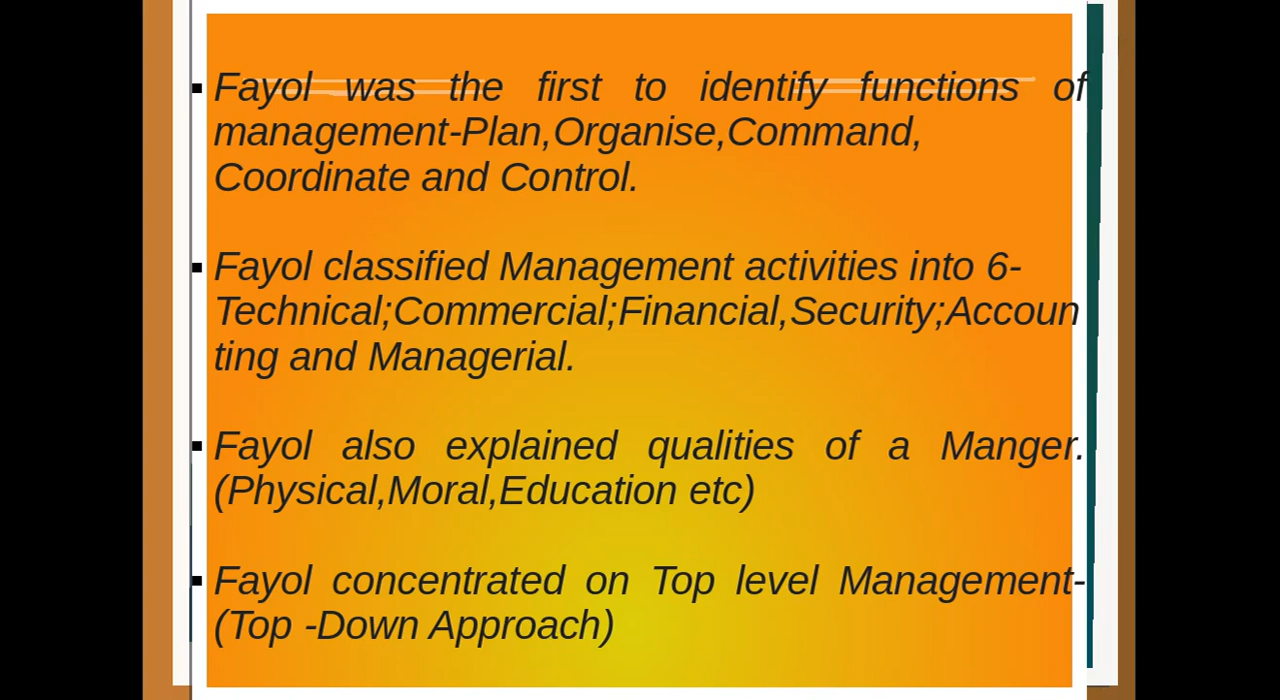 ▪ Fayol was the first to identify functions of
management-Plan,Organise,Command,
Coordinate and Control.
▪ Fayol classified Management activities into 6-
Technical;Commercial;Financial,Security;Accoun
ting and Managerial.
▪ Fayol also explained qualities of a Manger.
(Physical,Moral,Education etc)
▪ Fayol concentrated on Top level Management-
(Top -Down Approach)